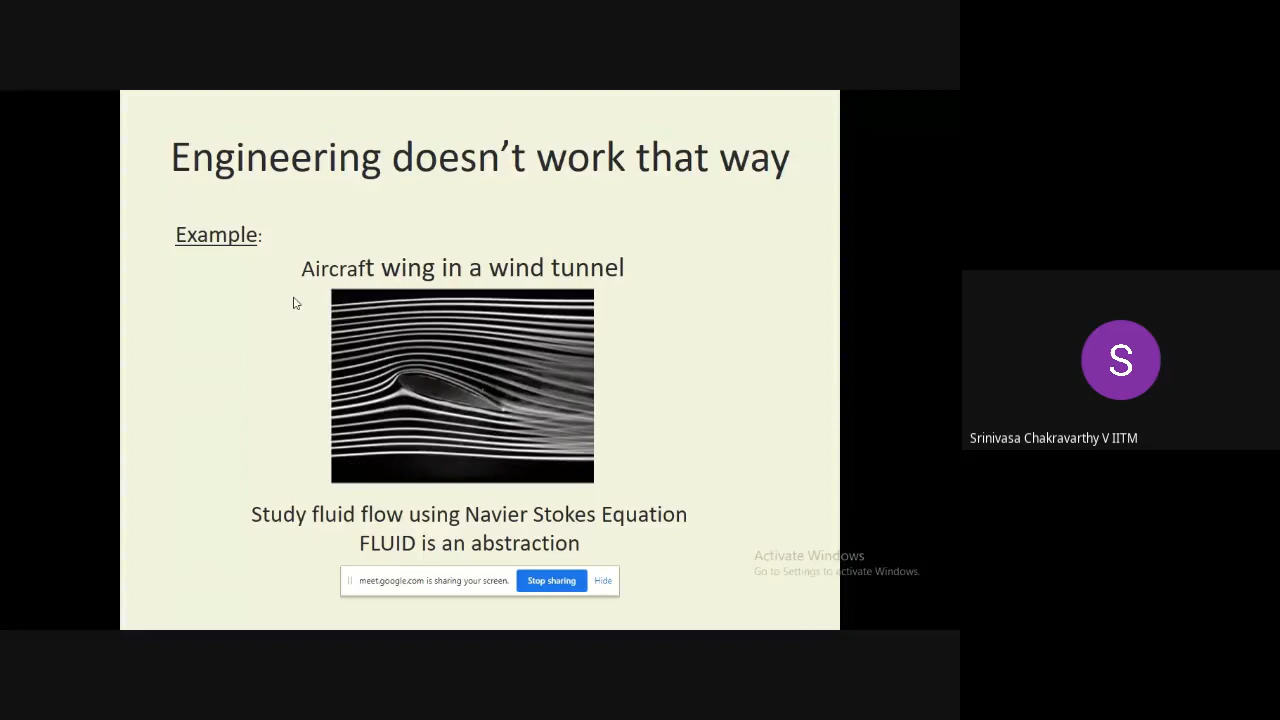 Engineering doesn't work that way
Example:
Aircraft wing in a wind tunnel
Study fluid flow using Navier Stokes Equation
FLUID is an abstraction
meet.google.com is sharing your screen. Stop sharing Hide
Activate Windows
Go to Settings to activate Windows.
S
Srinivasa Chakravarthy V IITM